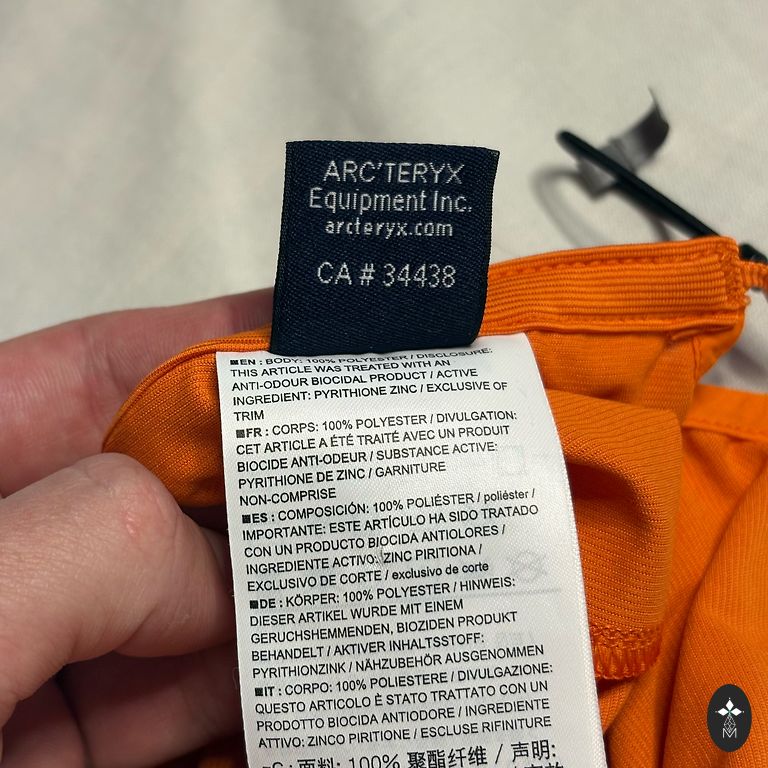 ARC'TERYX
Equipment Inc.
arcteryx.com
CA # 34438
■EN : BODY: 100% POLYESTER / DISCLOSURE:
THIS ARTICLE WAS TREATED WITH AN
ANTI-ODOUR BIOCIDAL PRODUCT / ACTIVE
INGREDIENT: PYRITHIONE ZINC / EXCLUSIVE OF
TRIM
■FR : CORPS: 100% POLYESTER / DIVULGATION:
CET ARTICLE A ÉTÉ TRAITÉ AVEC UN PRODUIT
BIOCIDE ANTI-ODEUR / SUBSTANCE ACTIVE:
PYRITHIONE DE ZINC / GARNITURE
NON-COMPRISE
■ES : COMPOSICIÓN: 100% POLIÉSTER / poliéster /
IMPORTANTE: ESTE ARTÍCULO HA SIDO TRATADO
CON UN PRODUCTO BIOCIDA ANTIOLORES /
INGREDIENTE ACTIVO: ZINC PIRITIONA /
EXCLUSIVO DE CORTE / exclusivo de corte
■DE : KÖRPER: 100% POLYESTER / HINWEIS:
DIESER ARTIKEL WURDE MIT EINEM
GERUCHSHEMMENDEN, BIOZIDEN PRODUKT
BEHANDELT / AKTIVER INHALTSSTOFF:
PYRITHIONZINK / NÄHZUBEHÖR AUSGENOMMEN
■IT : CORPO: 100% POLIESTERE / DIVULGAZIONE:
QUESTO ARTICOLO È STATO TRATTATO CON UN
PRODOTTO BIOCIDA ANTIODORE / INGREDIENTE
ATTIVO: ZINCO PIRITIONE / ESCLUSE RIFINITURE
面料: 100% 聚酯纤维 / 声明:
M